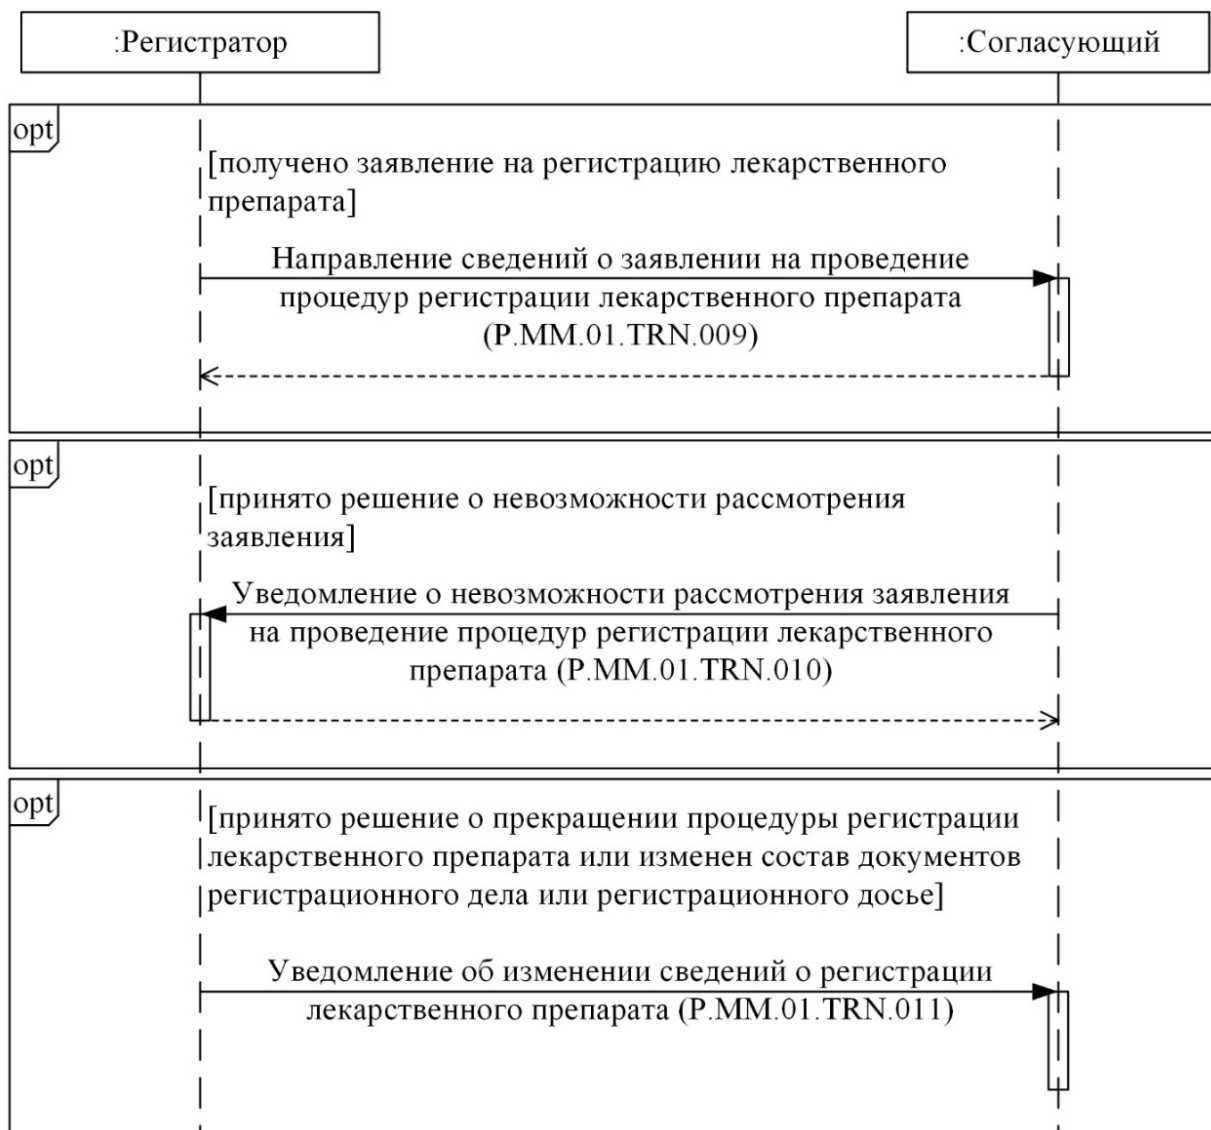 :Регистратор
:Согласующий
opt
[получено заявление на регистрацию лекарственного
препарата]
Направление сведений о заявлении на проведение
процедур регистрации лекарственного препарата
(P.MM.01.TRN.009)
opt
[принято решение о невозможности рассмотрения
заявления]
Уведомление о невозможности рассмотрения заявления
на проведение процедур регистрации лекарственного
препарата (P.MM.01.TRN.010)
opt
[принято решение о прекращении процедуры регистрации
лекарственного препарата или изменен состав документов
регистрационного дела или регистрационного досье]
Уведомление об изменении сведений о регистрации
лекарственного препарата (P.MM.01.TRN.011)